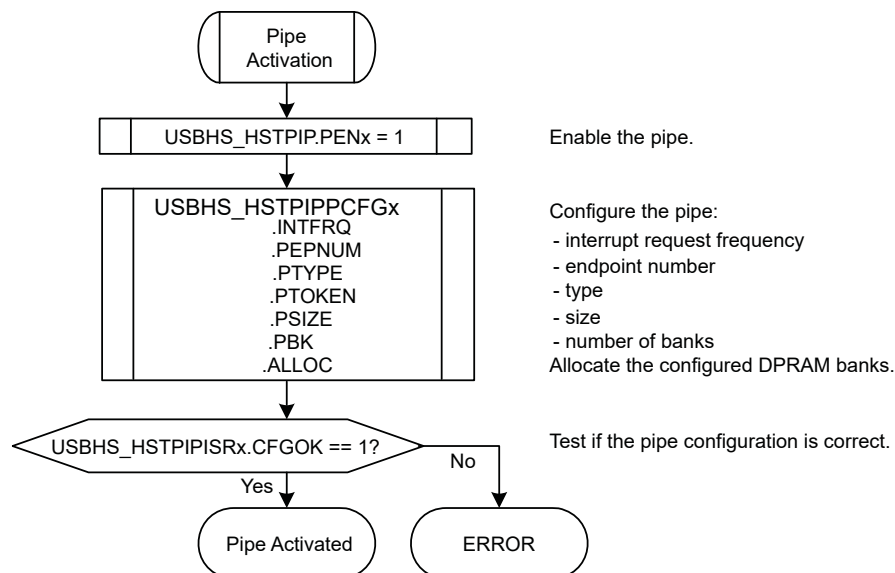 Pipe
Activation
USBHS_HSTPIP.PENx = 1
Enable the pipe.
USBHS_HSTPIPPCFGx
.INTFRQ
.PEPNUM
.PTYPE
.PTOKEN
.PSIZE
.PBK
.ALLOC
Configure the pipe:
- interrupt request frequency
- endpoint number
- type
- size
- number of banks
Allocate the configured DPRAM banks.
USBHS_HSTPIPISRx.CFGOK == 1?
Test if the pipe configuration is correct.
No
Yes
Pipe Activated
ERROR